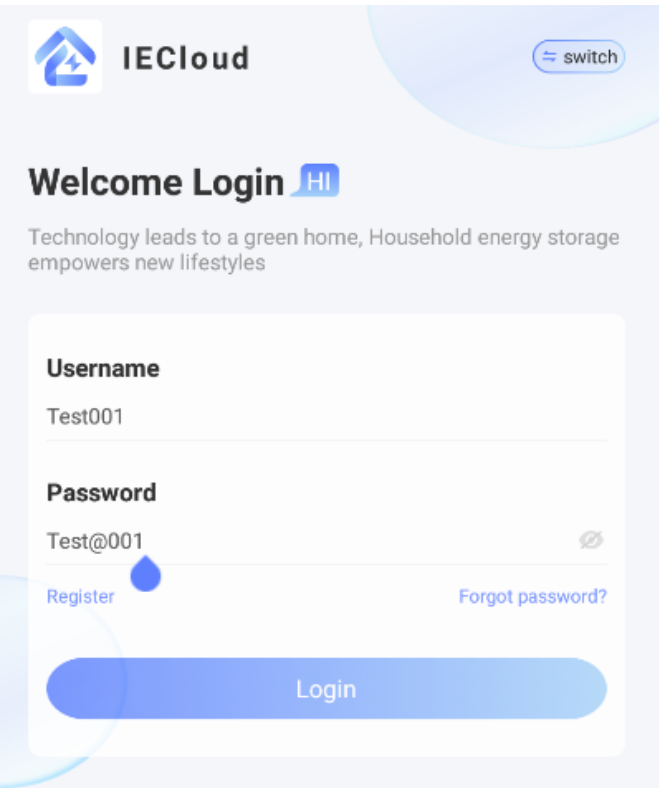 IECloud
switch
Welcome Login HI
Technology leads to a green home, Household energy storage
empowers new lifestyles
Username
Test001
Password
Test@001
Register
Forgot password?
Login